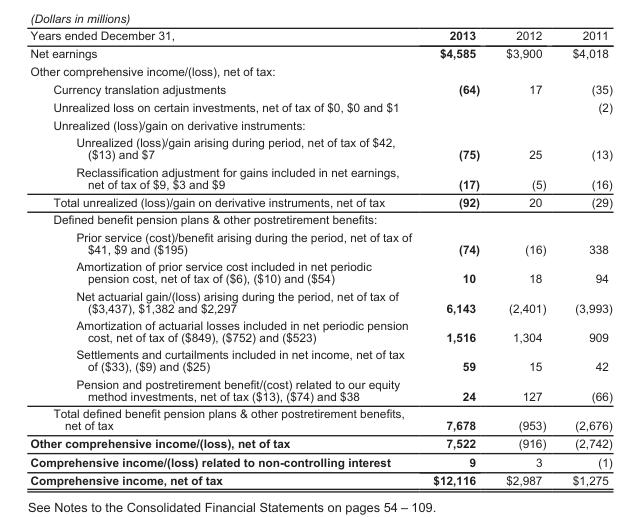 (Dollars in millions)
Years ended December 31, 2013 2012 2011
Net earnings $4,585 $3,900 $4,018
Other comprehensive income/(loss), net of tax:
Currency translation adjustments (64) 17 (35)
Unrealized loss on certain investments, net of tax of $0, $0 and $1 (2)
Unrealized (loss)/gain on derivative instruments:
Unrealized (loss)/gain arising during period, net of tax of $42,
($13) and $7 (75) 25 (13)
Reclassification adjustment for gains included in net earnings,
net of tax of $9, $3 and $9 (17) (5) (16)
Total unrealized (loss)/gain on derivative instruments, net of tax (92) 20 (29)
Defined benefit pension plans & other postretirement benefits:
Prior service (cost)/benefit arising during the period, net of tax of
$41, $9 and ($195) (74) (16) 338
Amortization of prior service cost included in net periodic
pension cost, net of tax of ($6), ($10) and ($54) 10 18 94
Net actuarial gain/(loss) arising during the period, net of tax of
($3,437), $1,382 and $2,297 6,143 (2,401) (3,993)
Amortization of actuarial losses included in net periodic pension
cost, net of tax of ($849), ($752) and ($523) 1,516 1,304 909
Settlements and curtailments included in net income, net of tax
of ($33), ($9) and ($25) 59 15 42
Pension and postretirement benefit/(cost) related to our equity
method investments, net of tax ($13), ($74) and $38 24 127 (66)
Total defined benefit pension plans & other postretirement benefits,
net of tax 7,678 (953) (2,676)
Other comprehensive income/(loss), net of tax 7,522 (916) (2,742)
Comprehensive income/(loss) related to non-controlling interest 9 3 (1)
Comprehensive income, net of tax $12,116 $2,987 $1,275
See Notes to the Consolidated Financial Statements on pages 54 – 109.